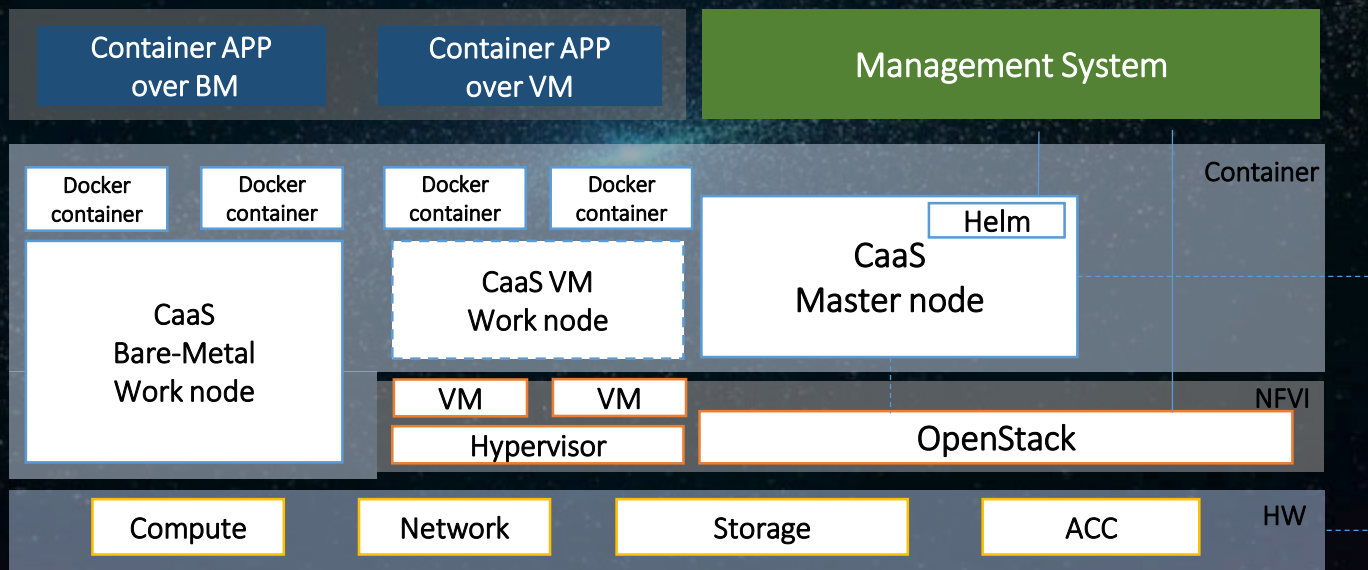 Container APP
over BM
Container APP
over VM
Management System
Container
Docker
container
Docker
container
Docker
container
Docker
container
Helm
CaaS
Master node
CaaS VM
Work node
CaaS
Bare-Metal
Work node
VM
VM
NFVI
Hypervisor
OpenStack
Compute
Network
Storage
ACC
HW